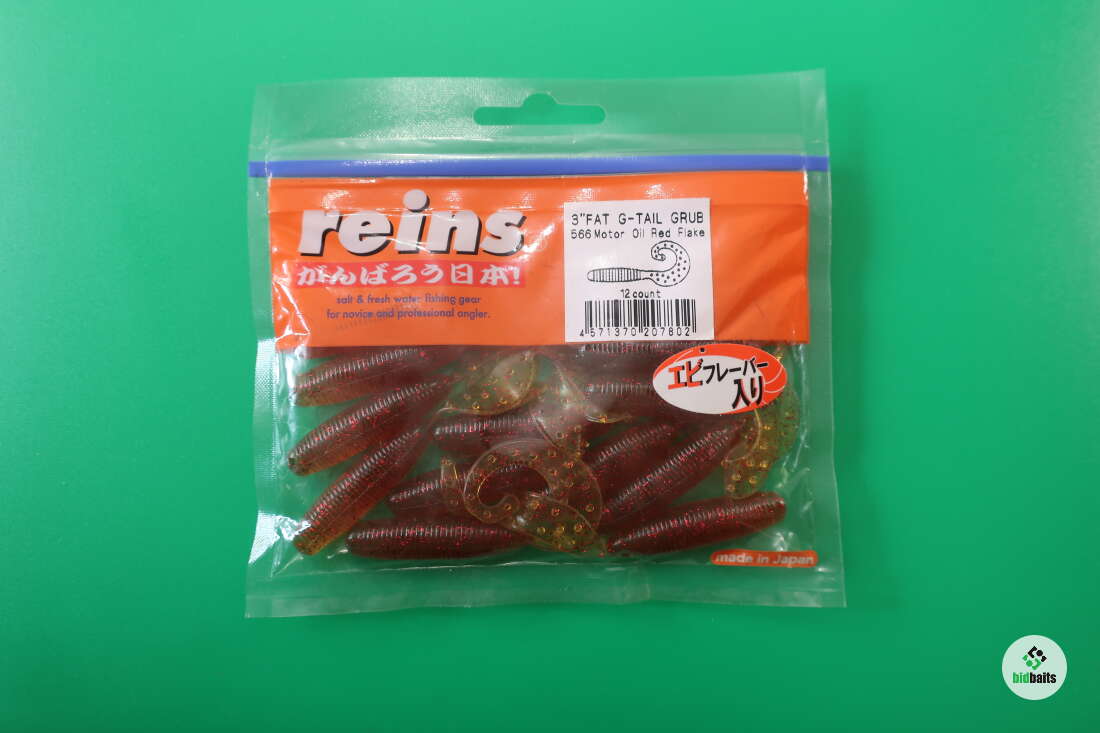 reins
がんばろう日本!
salt & fresh water fishing gear
for novice and professional angler.
3"FAT G-TAIL GRUB
566 Motor Oil Red Flake
12 count
4 571370 207802
エビフレーバー
入り
made in Japan
bidbaits